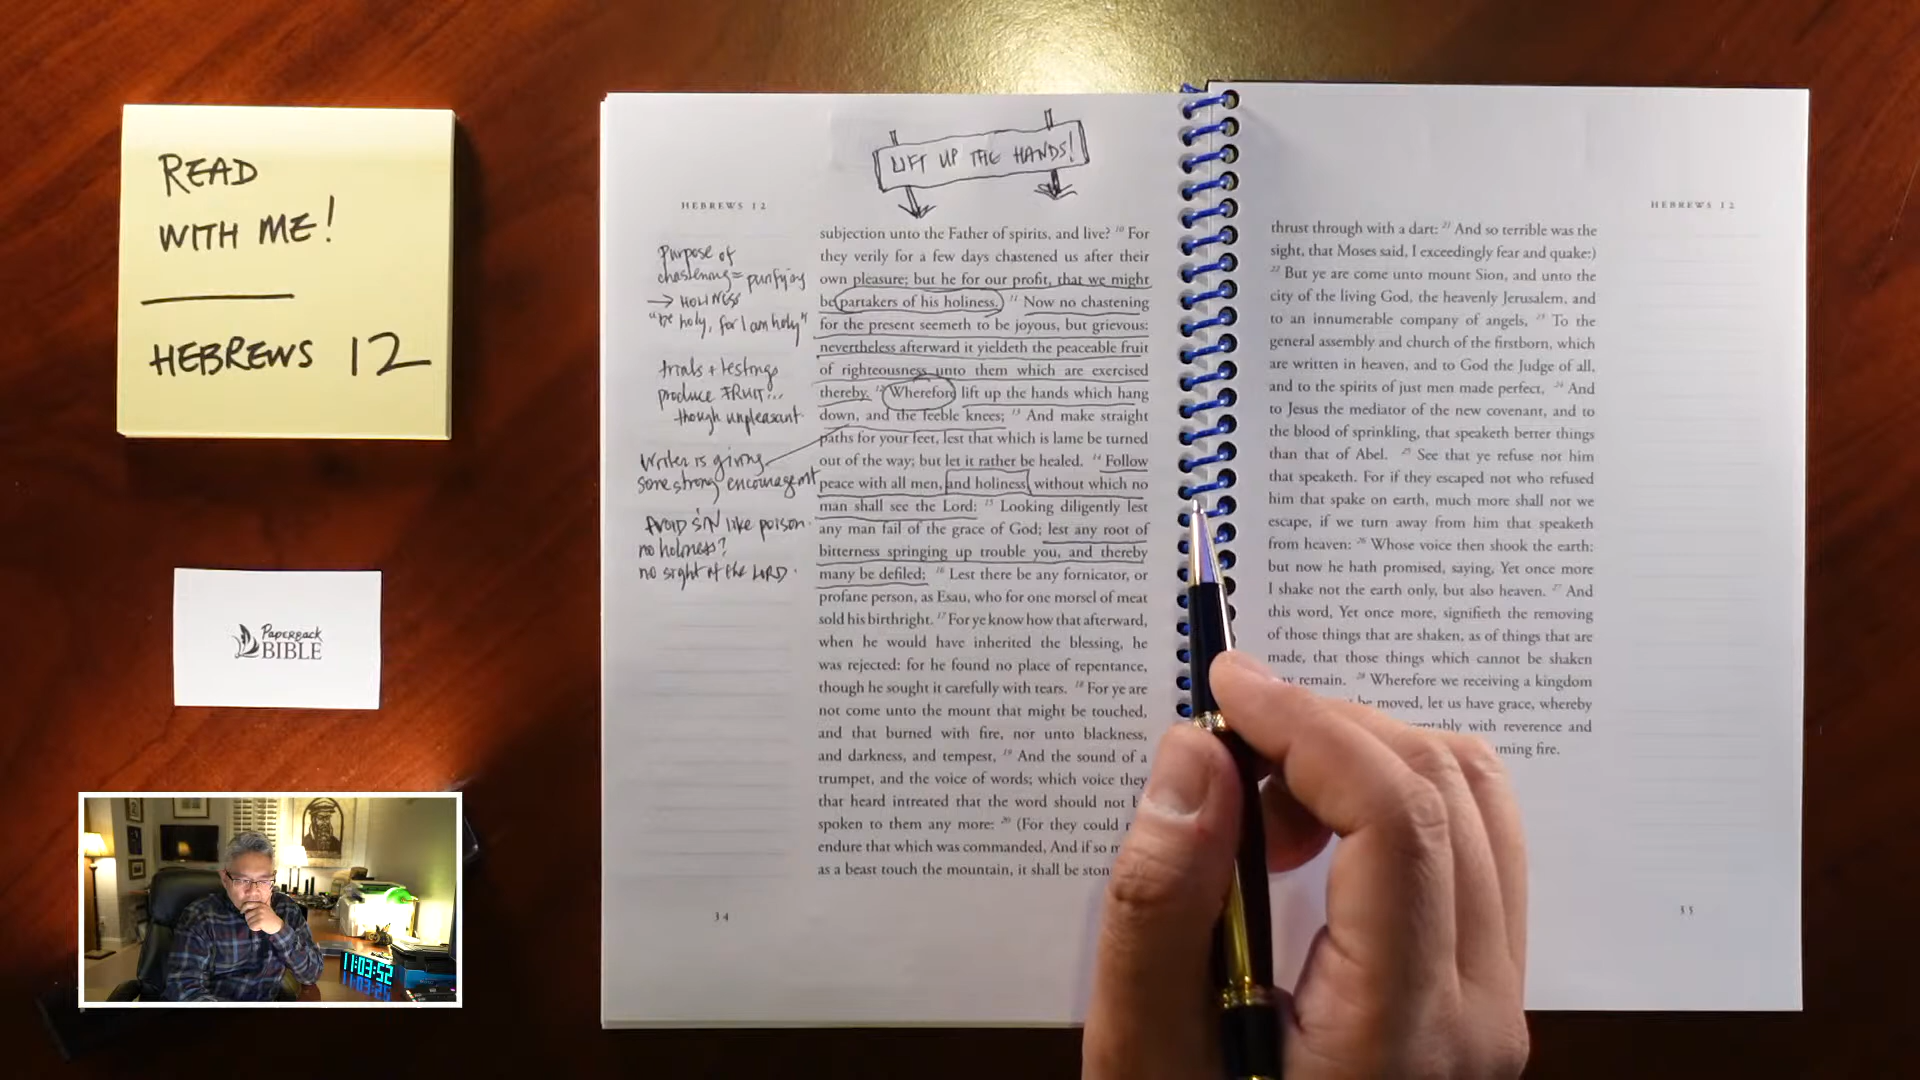 READ
WITH ME!
HEBREWS 12
Paperback
BIBLE
11:03:52
LIFT UP THE HANDS!
HEBREWS 12
Purpose of
chastening = purifying
→ HOLINESS
"be holy, for I am holy"
trials + testings
produce FRUIT...
though unpleasant.
Writer is giving
some strong encouragemt
AVOID SIN like poison.
no holiness?
no sight of the LORD.
subjection unto the Father of spirits, and live? 10 For
they verily for a few days chastened us after their
own pleasure; but he for our profit, that we might
be partakers of his holiness. 11 Now no chastening
for the present seemeth to be joyous, but grievous:
nevertheless afterward it yieldeth the peaceable fruit
of righteousness unto them which are exercised
thereby. 12 Wherefore lift up the hands which hang
down, and the feeble knees; 13 And make straight
paths for your feet, lest that which is lame be turned
out of the way; but let it rather be healed. 14 Follow
peace with all men, and holiness, without which no
man shall see the Lord: 15 Looking diligently lest
any man fail of the grace of God; lest any root of
bitterness springing up trouble you, and thereby
many be defiled; 16 Lest there be any fornicator, or
profane person, as Esau, who for one morsel of meat
sold his birthright. 17 For ye know how that afterward,
when he would have inherited the blessing, he
was rejected: for he found no place of repentance,
though he sought it carefully with tears. 18 For ye are
not come unto the mount that might be touched,
and that burned with fire, nor unto blackness,
and darkness, and tempest, 19 And the sound of a
trumpet, and the voice of words; which voice they
that heard intreated that the word should not
spoken to them any more: 20 (For they could
endure that which was commanded, And if so
as a beast touch the mountain, it shall be
34
HEBREWS 12
thrust through with a dart: 21 And so terrible was the
sight, that Moses said, I exceedingly fear and quake:)
22 But ye are come unto mount Sion, and unto the
city of the living God, the heavenly Jerusalem, and
to an innumerable company of angels, 23 To the
general assembly and church of the firstborn, which
are written in heaven, and to God the Judge of all,
and to the spirits of just men made perfect, 24 And
to Jesus the mediator of the new covenant, and to
the blood of sprinkling, that speaketh better things
than that of Abel. 25 See that ye refuse not him
that speaketh. For if they escaped not who refused
him that spake on earth, much more shall not we
escape, if we turn away from him that speaketh
from heaven: 26 Whose voice then shook the earth:
but now he hath promised, saying, Yet once more
I shake not the earth only, but also heaven. 27 And
this word, Yet once more, signifieth the removing
of those things that are shaken, as of things that are
made, that those things which cannot be shaken
remain. 28 Wherefore we receiving a kingdom
be moved, let us have grace, whereby
with reverence and
fire.
35